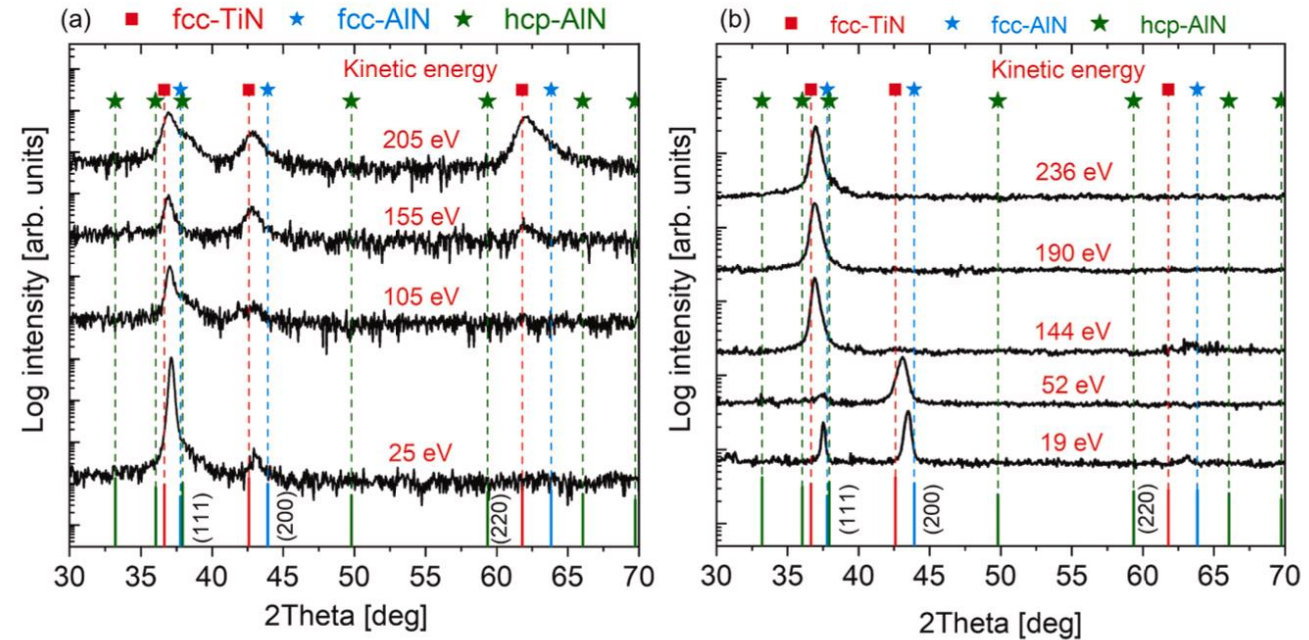 (a) fcc-TiN fcc-AlN hcp-AlN
Kinetic energy
205 eV
155 eV
105 eV
25 eV
(111)
(200)
(220)
Log intensity [arb. units]
30 35 40 45 50 55 60 65 70
2Theta [deg]
(b) fcc-TiN fcc-AlN hcp-AlN
Kinetic energy
236 eV
190 eV
144 eV
52 eV
19 eV
(111)
(200)
(220)
Log intensity [arb. units]
30 35 40 45 50 55 60 65 70
2Theta [deg]